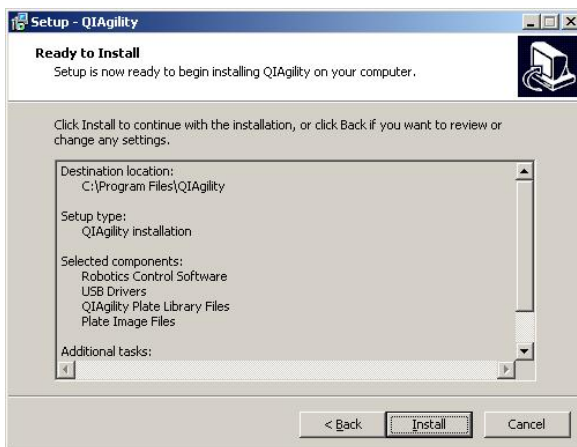 Setup - QIAgility
Ready to Install
Setup is now ready to begin installing QIAgility on your computer.
Click Install to continue with the installation, or click Back if you want to review or
change any settings.
Destination location:
C:\Program Files\QIAgility
Setup type:
QIAgility installation
Selected components:
Robotics Control Software
USB Drivers
QIAgility Plate Library Files
Plate Image Files
Additional tasks:
< Back
Install
Cancel